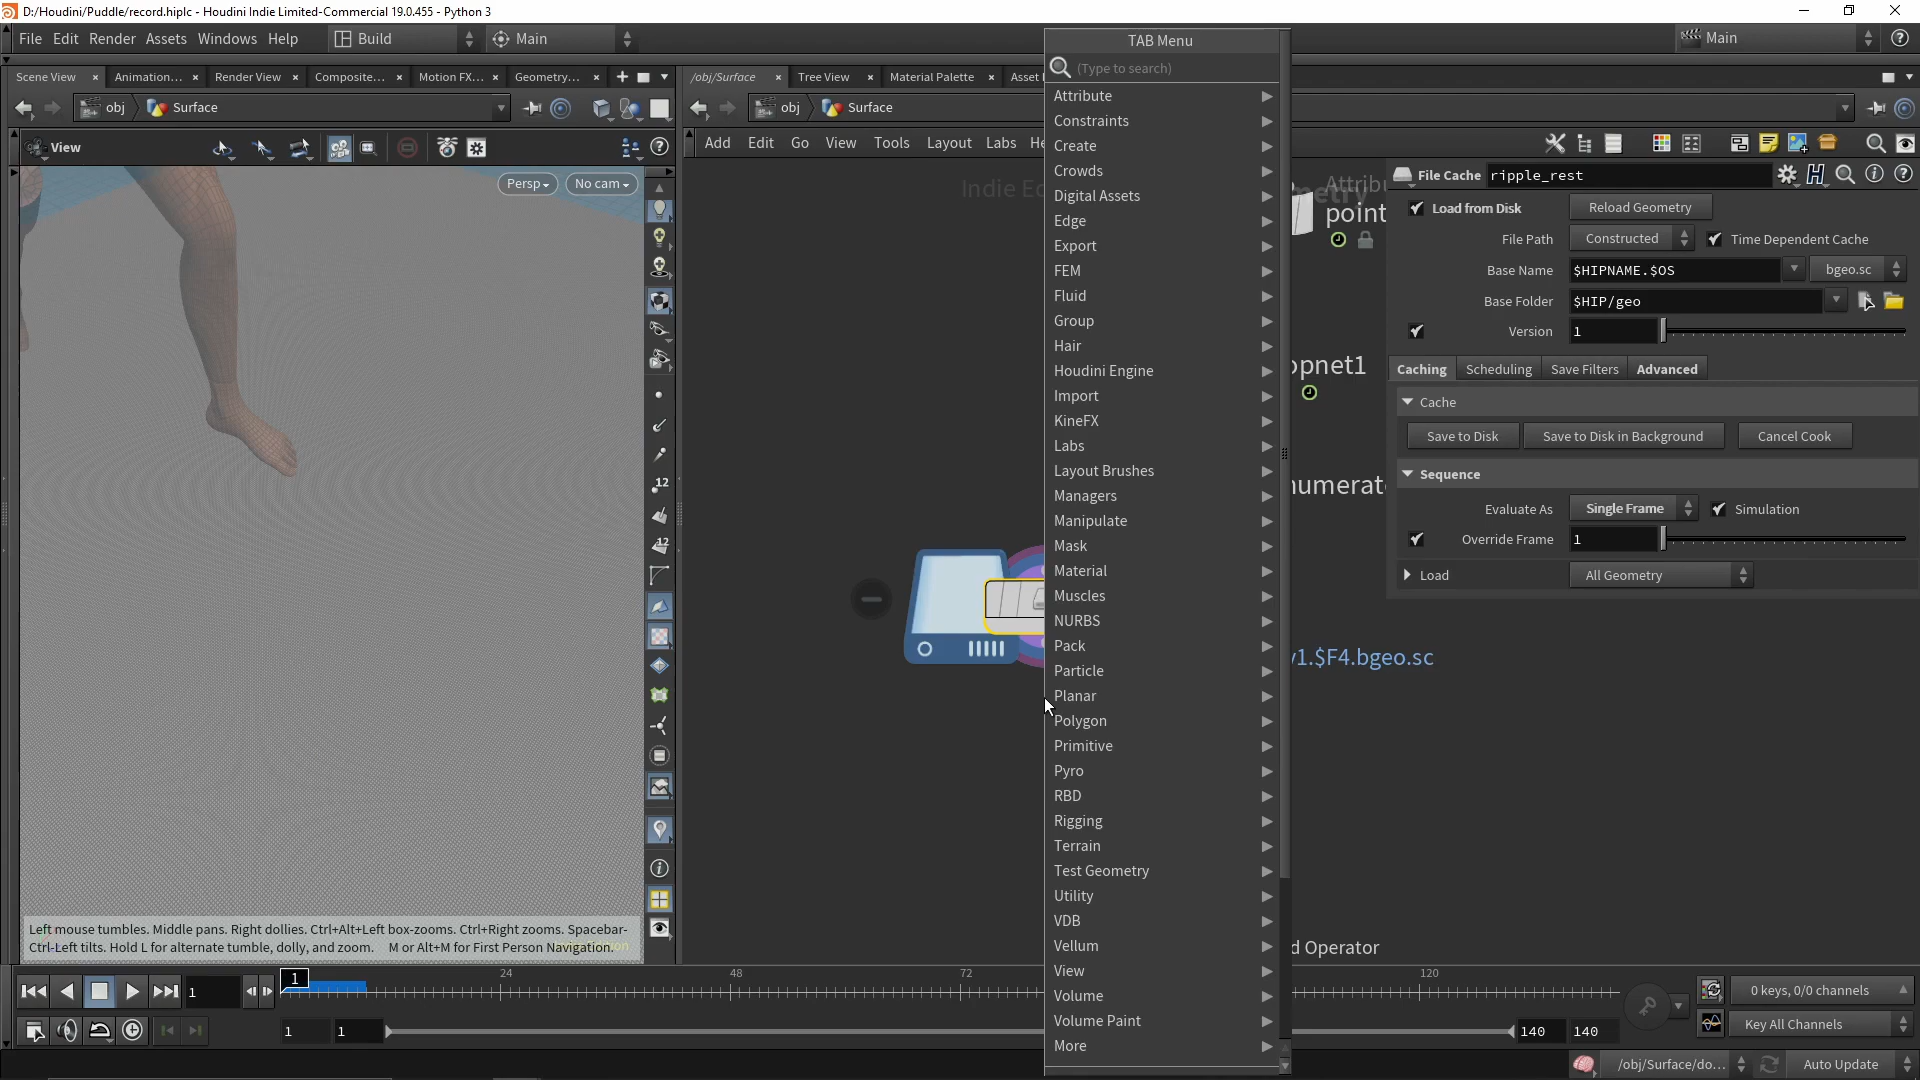 D:/Houdini/Puddle/record.hiplc - Houdini Indie Limited-Commercial 19.0.455 - Python 3
File Edit Render Assets Windows Help Build Main Main
Scene View Animation... Render View Composite... Motion FX... Geometry...
obj Surface
View
Persp No cam
Left mouse tumbles. Middle pans. Right dollies. Ctrl+Alt+Left box-zooms. Ctrl+Right zooms. Spacebar-
Ctrl-Left tilts. Hold L for alternate tumble, dolly, and zoom. M or Alt+M for First Person Navigation.
12
12
/obj/Surface Tree View Material Palette Asset
obj Surface
Add Edit Go View Tools Layout Labs He
Indie Ed
TAB Menu
(Type to search)
Attribute
Constraints
Create
Crowds
Digital Assets
Edge
Export
FEM
Fluid
Group
Hair
Houdini Engine
Import
KineFX
Labs
Layout Brushes
Managers
Manipulate
Mask
Material
Muscles
NURBS
Pack
Particle
Planar
Polygon
Primitive
Pyro
RBD
Rigging
Terrain
Test Geometry
Utility
VDB
Vellum
View
Volume
Volume Paint
More
Attribu
metry
point
opnet1
numerat
v1.$F4.bgeo.sc
d Operator
File Cache ripple_rest
Load from Disk Reload Geometry
File Path Constructed Time Dependent Cache
Base Name $HIPNAME.$OS bgeo.sc
Base Folder $HIP/geo
Version 1
Caching Scheduling Save Filters Advanced
Cache
Save to Disk Save to Disk in Background Cancel Cook
Sequence
Evaluate As Single Frame Simulation
Override Frame 1
Load All Geometry
1 1 24 48 72 120
1 1 140 140
0 keys, 0/0 channels
Key All Channels
/obj/Surface/do... Auto Update